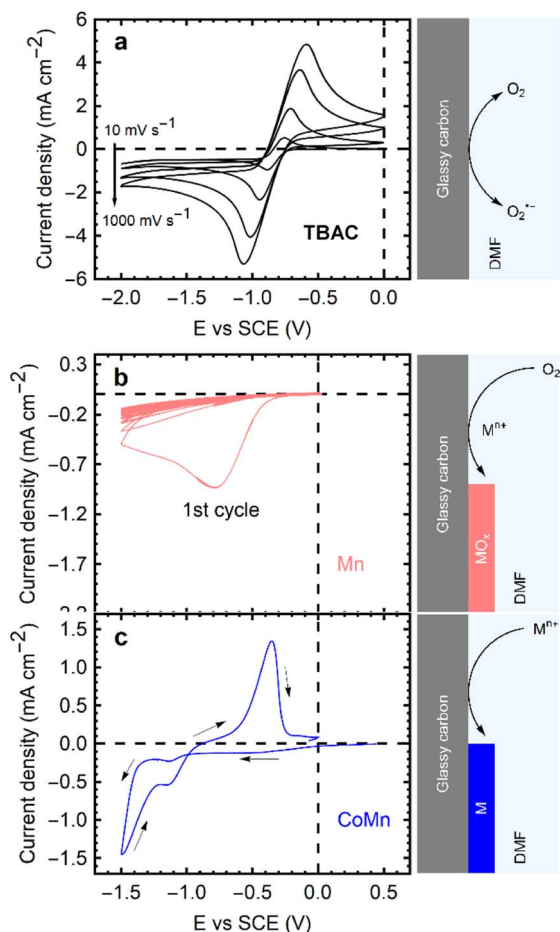 a
Current density (mA cm−2)
6
4
2
0
−2
−4
−6
10 mV s−1
1000 mV s−1
TBAC
−2.0
−1.5
−1.0
−0.5
0.0
E vs SCE (V)
Glassy carbon
O2
O2•−
DMF
b
Current density (mA cm−2)
0.3
−0.2
−0.7
−1.2
−1.7
1st cycle
Mn
Glassy carbon
O2
Mn+
MOx
DMF
c
Current density (mA cm−2)
1.5
1.0
0.5
0.0
−0.5
−1.0
−1.5
CoMn
−1.5
−1.0
−0.5
0.0
E vs SCE (V)
Glassy carbon
Mn+
M
DMF